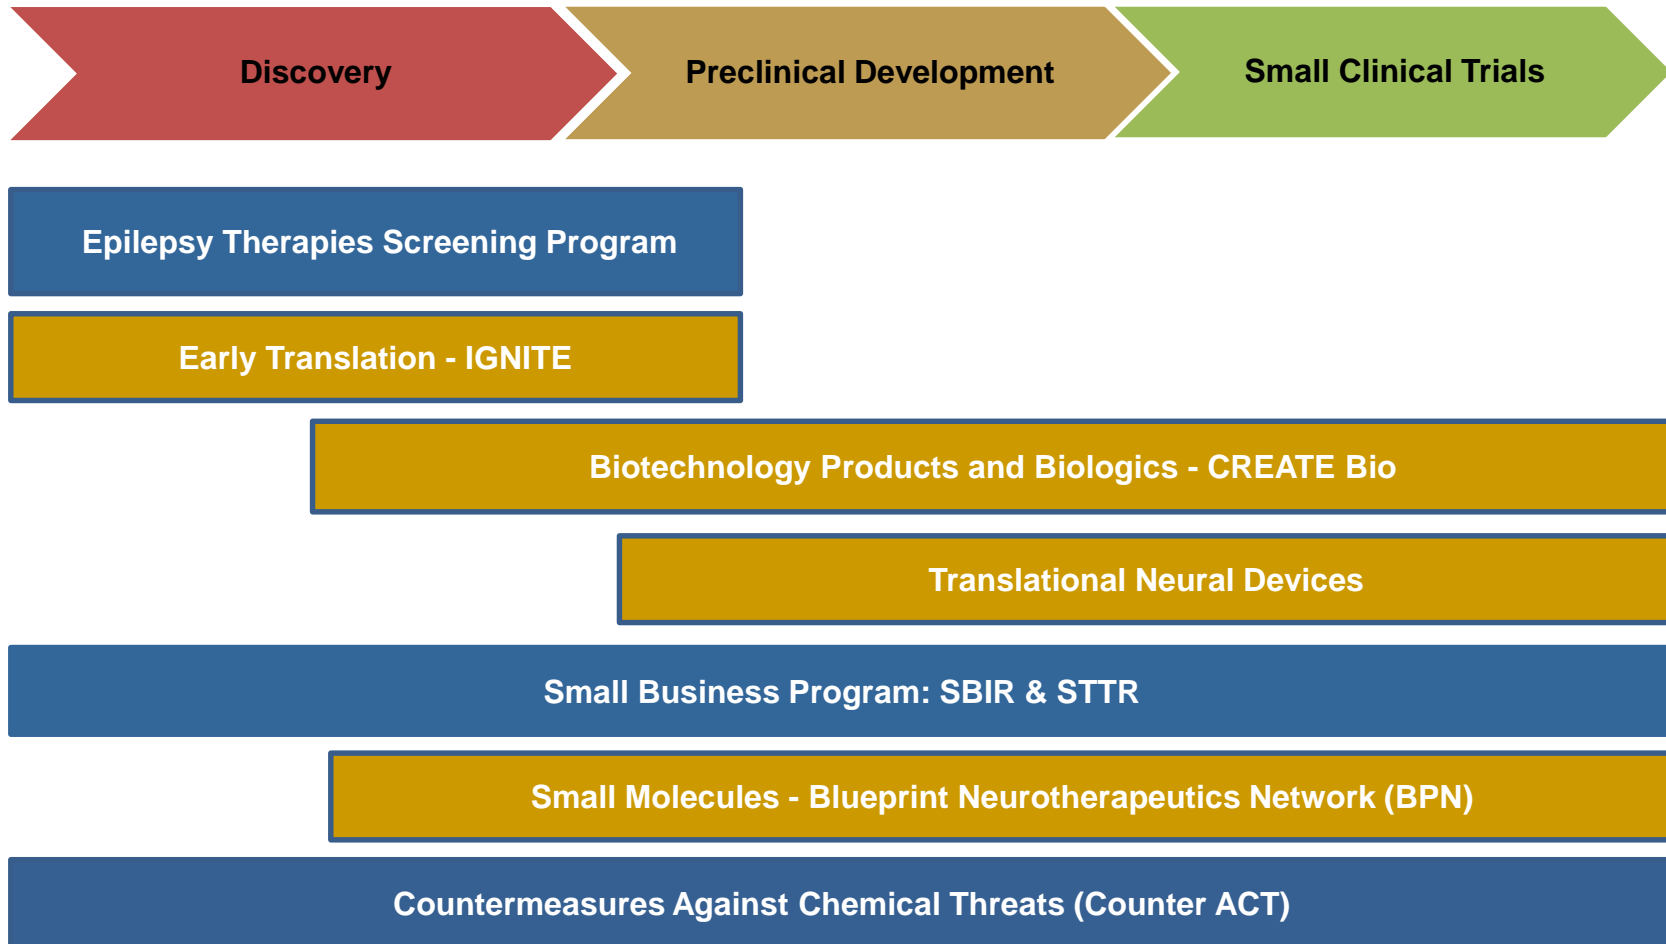 Discovery
Preclinical Development
Small Clinical Trials
Epilepsy Therapies Screening Program
Early Translation - IGNITE
Biotechnology Products and Biologics - CREATE Bio
Translational Neural Devices
Small Business Program: SBIR & STTR
Small Molecules - Blueprint Neurotherapeutics Network (BPN)
Countermeasures Against Chemical Threats (Counter ACT)